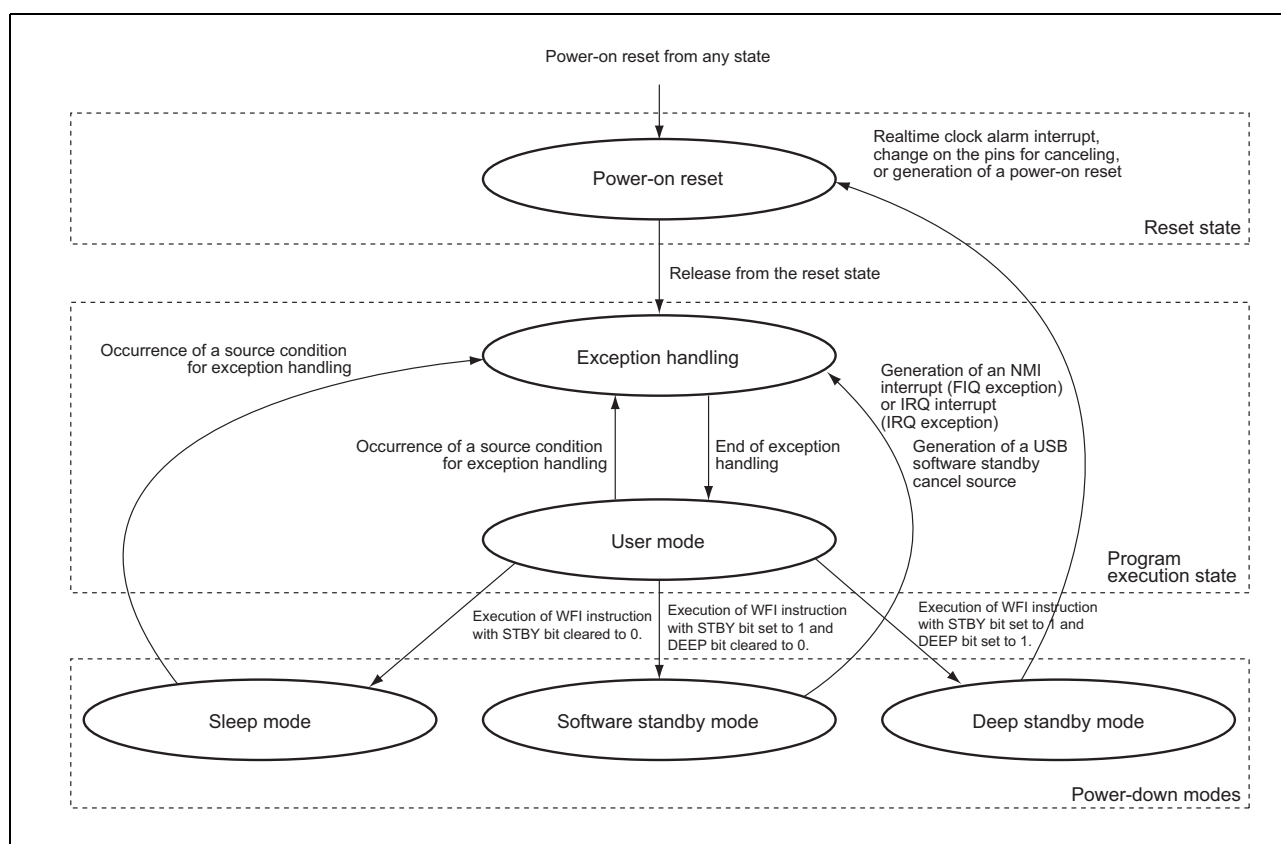 Power-on reset from any state
Realtime clock alarm interrupt,
change on the pins for canceling,
or generation of a power-on reset
Power-on reset
Reset state
Release from the reset state
Occurrence of a source condition
for exception handling
Exception handling
Generation of an NMI
interrupt (FIQ exception)
or IRQ interrupt
(IRQ exception)
Occurrence of a source condition
for exception handling
End of exception
handling
Generation of a USB
software standby
cancel source
User mode
Program
execution state
Execution of WFI instruction
with STBY bit cleared to 0.
Execution of WFI instruction
with STBY bit set to 1 and
DEEP bit cleared to 0.
Execution of WFI instruction
with STBY bit set to 1 and
DEEP bit set to 1.
Sleep mode
Software standby mode
Deep standby mode
Power-down modes